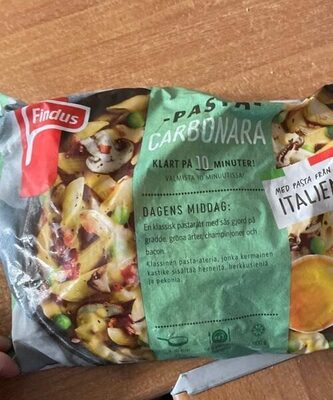 Findus
-PASTA-
CARBONARA
KLART PÅ 10 MINUTER!
VALMISTA 10 MINUUTISSA!
MED PASTA FRÅN
ITALIEN
DAGENS MIDDAG:
En klassisk pastarätt med sås gjord på
grädde, gröna ärter, champinjoner och
bacon.
Klassinen pasta-ateria, jonka kermainen
kastike sisältää herneitä, herkkusieniä
ja pekonia.